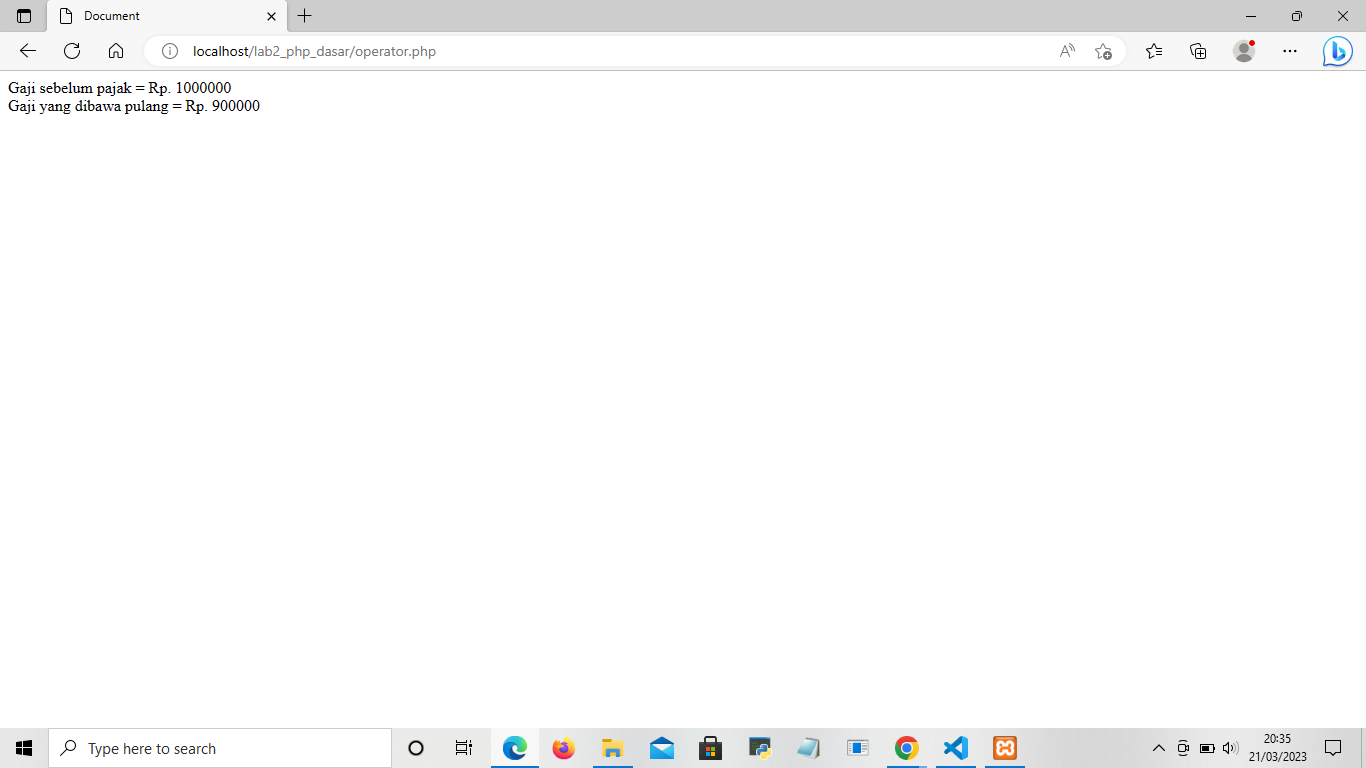 Document
localhost/lab2_php_dasar/operator.php
Gaji sebelum pajak = Rp. 1000000
Gaji yang dibawa pulang = Rp. 900000
Type here to search
20:35
21/03/2023